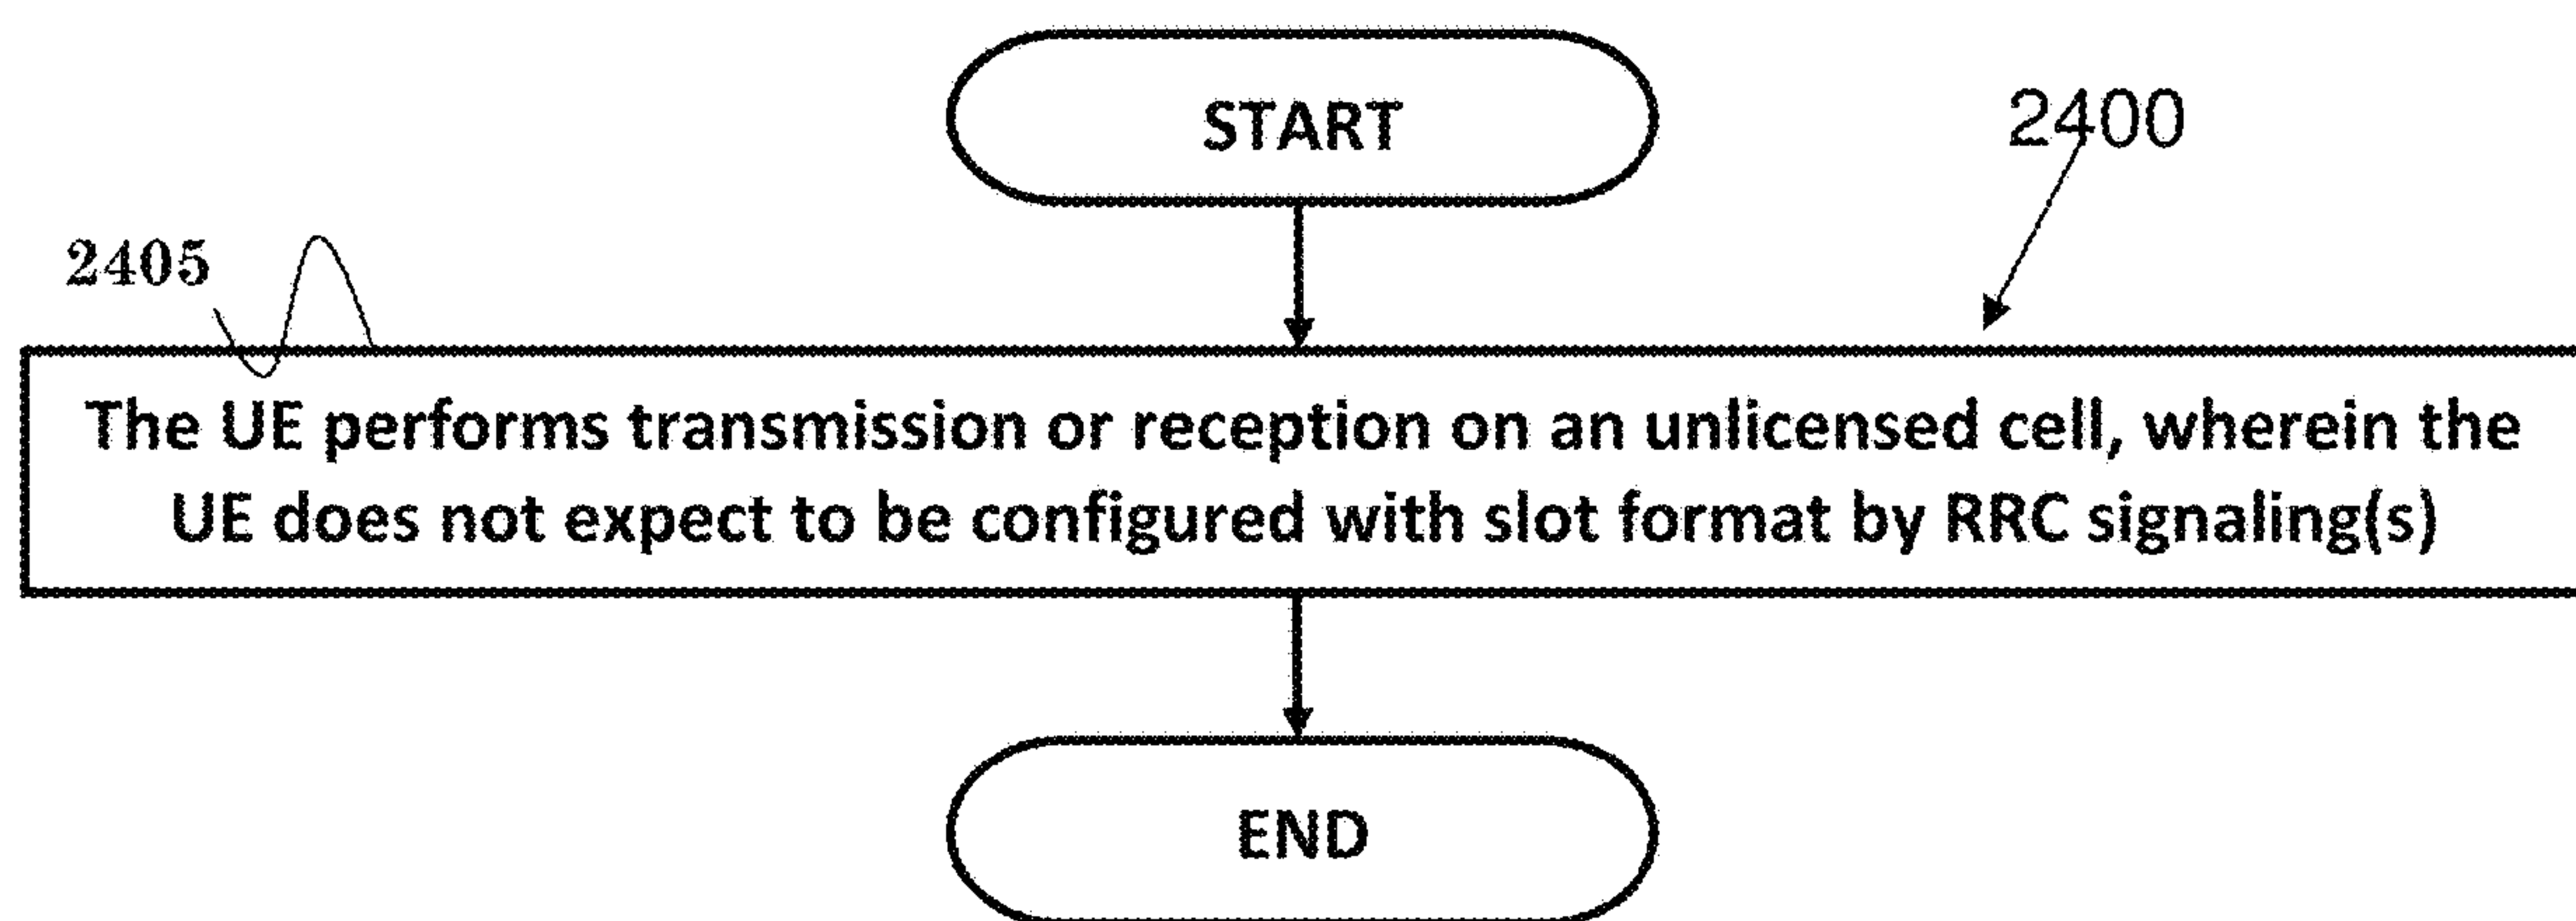 START
2400
2405
The UE performs transmission or reception on an unlicensed cell, wherein the
UE does not expect to be configured with slot format by RRC signaling(s)
END